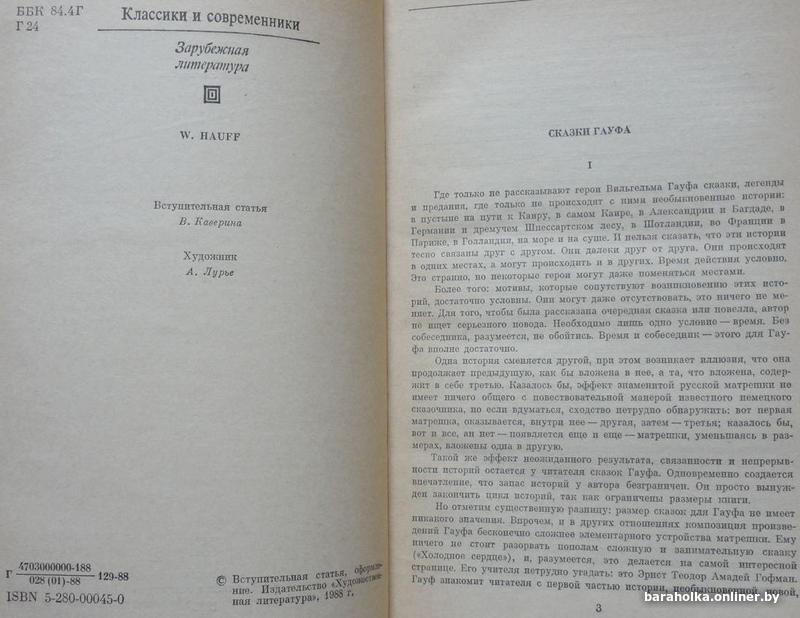 ББК 84.4Г
Г 24
Классики и современники
Зарубежная
литература
W. HAUFF
Вступительная статья
В. Каверина
Художник
А. Лурье
Г 4703000000-188
028 (01)-88
129-88
ISBN 5-280-00045-0
© Вступительная статья, оформле-
ние. Издательство «Художествен-
ная литература», 1988 г.
СКАЗКИ ГАУФА
I
Где только не рассказывают герои Вильгельма Гауфа сказки, легенды
и предания, где только не происходят с ними необыкновенные истории:
в пустыне на пути к Каиру, в самом Каире, в Александрии и Багдаде, в
Германии и дремучем Шпессартском лесу, в Шотландии, во Франции в
Париже, в Голландии, на море и на суше. И нельзя сказать, что эти истории
тесно связаны друг с другом. Они далеки друг от друга. Они происходят
в одних местах, а могут происходить и в других. Время действия условно.
Это странно, но некоторые герои могут даже поменяться местами.
Более того: мотивы, которые сопутствуют возникновению этих исто-
рий, достаточно условны. Они могут даже отсутствовать, это ничего не ме-
няет. Для того, чтобы была рассказана очередная сказка или новелла, автор
не ищет серьезного повода. Необходимо лишь одно условие — время. Без
собеседника, разумеется, не обойтись. Время и собеседник — этого для Гау-
фа вполне достаточно.
Одна история сменяется другой, при этом возникает иллюзия, что она
продолжает предыдущую, как бы вложена в нее, а та, что вложена, содер-
жит в себе третью. Казалось бы, эффект знаменитой русской матрешки не
имеет ничего общего с повествовательной манерой известного немецкого
сказочника, но если вдуматься, сходство нетрудно обнаружить: вот первая
матрешка, оказывается, внутри нее — другая, затем — третья; казалось бы,
вот и все, ан нет — появляется еще и еще — матрешки, уменьшаясь в раз-
мерах, вложены одна в другую.
Такой же эффект неожиданного результата, связанности и непрерыв-
ности историй остается у читателя сказок Гауфа. Одновременно создается
впечатление, что запас историй у автора безграничен. Он просто вынуж-
ден закончить цикл историй, так как ограничены размеры книги.
Но отметим существенную разницу: размер сказок для Гауфа не имеет
никакого значения. Впрочем, и в других отношениях композиция произве-
дений Гауфа бесконечно сложнее элементарного устройства матрешки. Ему
ничего не стоит разорвать пополам сложную и занимательную сказку
(«Холодное сердце»), и, разумеется, это делается на самой интересной
странице. Его учителя нетрудно угадать: это Эрнст Теодор Амадей Гофман.
Гауф знакомит читателя с первой частью истории, необыкновенной, новой,
3
baraholka.onliner.by